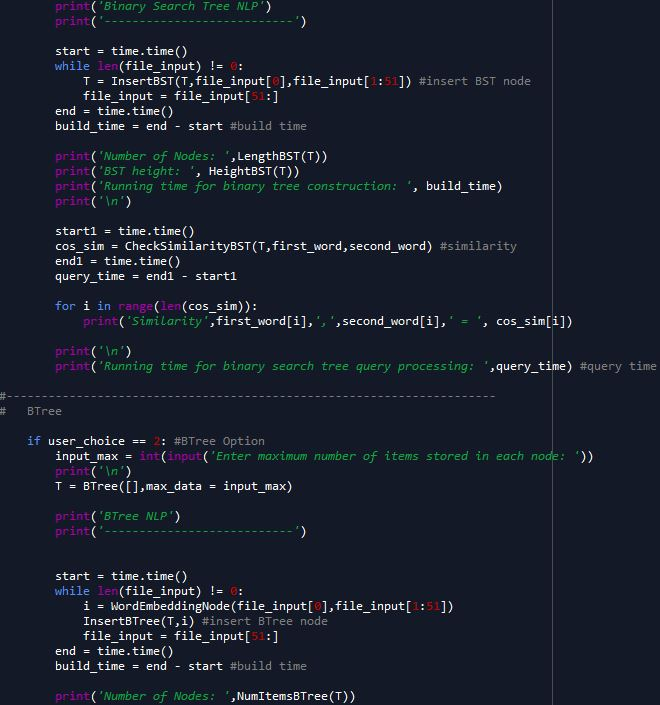 print('Binary Search Tree NLP')
print('---------------------------')
start = time.time()
while len(file_input) != 0:
T = InsertBST(T,file_input[0],file_input[1:51]) #insert BST node
file_input = file_input[51:]
end = time.time()
build_time = end - start #build time
print('Number of Nodes: ',LengthBST(T))
print('BST height: ', HeightBST(T))
print('Running time for binary tree construction: ', build_time)
print('\n')
start1 = time.time()
cos_sim = CheckSimilarityBST(T,first_word,second_word) #similarity
end1 = time.time()
query_time = end1 - start1
for i in range(len(cos_sim)):
print('Similarity',first_word[i],',',second_word[i],' = ', cos_sim[i])
print('\n')
print('Running time for binary search tree query processing: ',query_time) #query time
#----------------------------------------------------------------------
#   BTree
if user_choice == 2: #BTree Option
input_max = int(input('Enter maximum number of items stored in each node: '))
print('\n')
T = BTree([],max_data = input_max)
print('BTree NLP')
print('---------------------------')
start = time.time()
while len(file_input) != 0:
i = WordEmbeddingNode(file_input[0],file_input[1:51])
InsertBTree(T,i) #insert BTree node
file_input = file_input[51:]
end = time.time()
build_time = end - start #build time
print('Number of Nodes: ',NumItemsBTree(T))